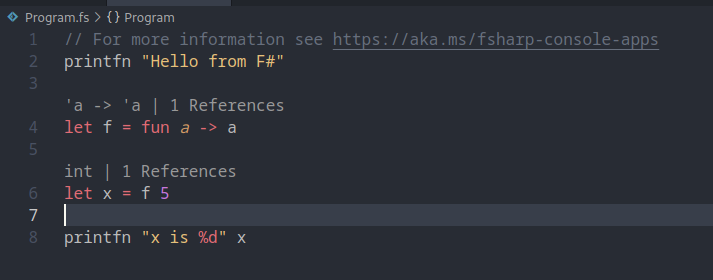 Program.fs > {} Program
1 // For more information see https://aka.ms/fsharp-console-apps
2 printfn "Hello from F#"
3
'a -> 'a | 1 References
4 let f = fun a -> a
5
int | 1 References
6 let x = f 5
7
8 printfn "x is %d" x